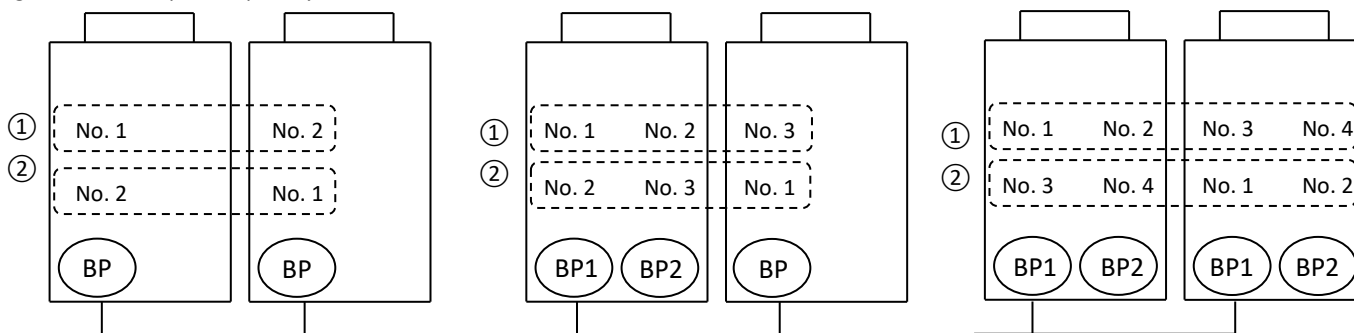 ① No. 1 No. 2
② No. 2 No. 1
BP BP
① No. 1 No. 2 No. 3
② No. 2 No. 3 No. 1
BP1 BP2 BP
① No. 1 No. 2 No. 3 No. 4
② No. 3 No. 4 No. 1 No. 2
BP1 BP2 BP1 BP2